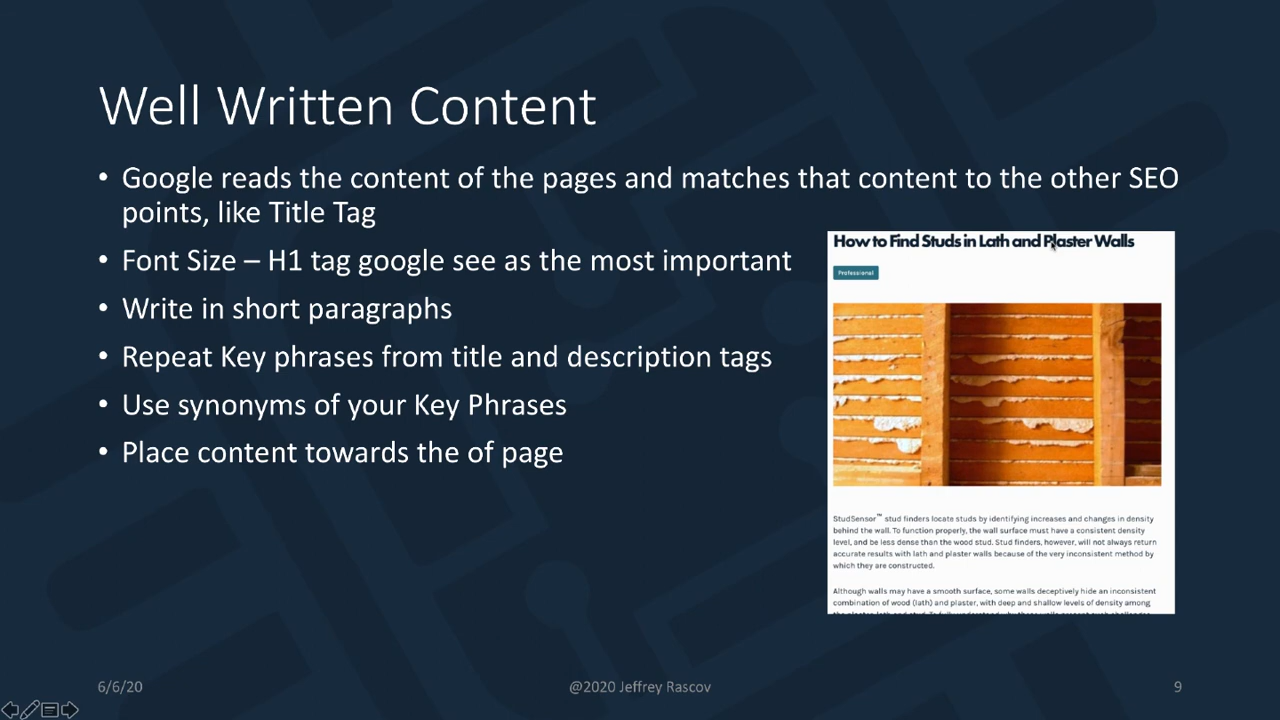 Well Written Content
• Google reads the content of the pages and matches that content to the other SEO
points, like Title Tag
• Font Size – H1 tag google see as the most important
• Write in short paragraphs
• Repeat Key phrases from title and description tags
• Use synonyms of your Key Phrases
• Place content towards the of page
How to Find Studs in Lath and Plaster Walls
Professional
StudSensor™ stud finders locate studs by identifying increases and changes in density
behind the wall. To function properly, the wall surface must have a consistent density
level, and be less dense than the wood stud. Stud finders, however, will not always return
accurate results with lath and plaster walls because of the very inconsistent method by
which they are constructed.
Although walls may have a smooth surface, some walls deceptively hide an inconsistent
combination of wood (lath) and plaster, with deep and shallow levels of density among
6/6/20
@2020 Jeffrey Rascov
9